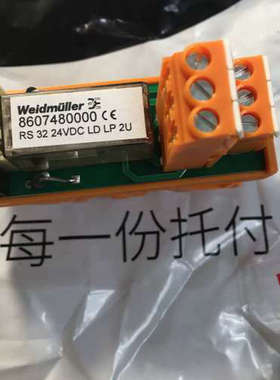 Weidmüller
8607480000 CE
RS 32 24VDC LD LP 2U
每一份托付